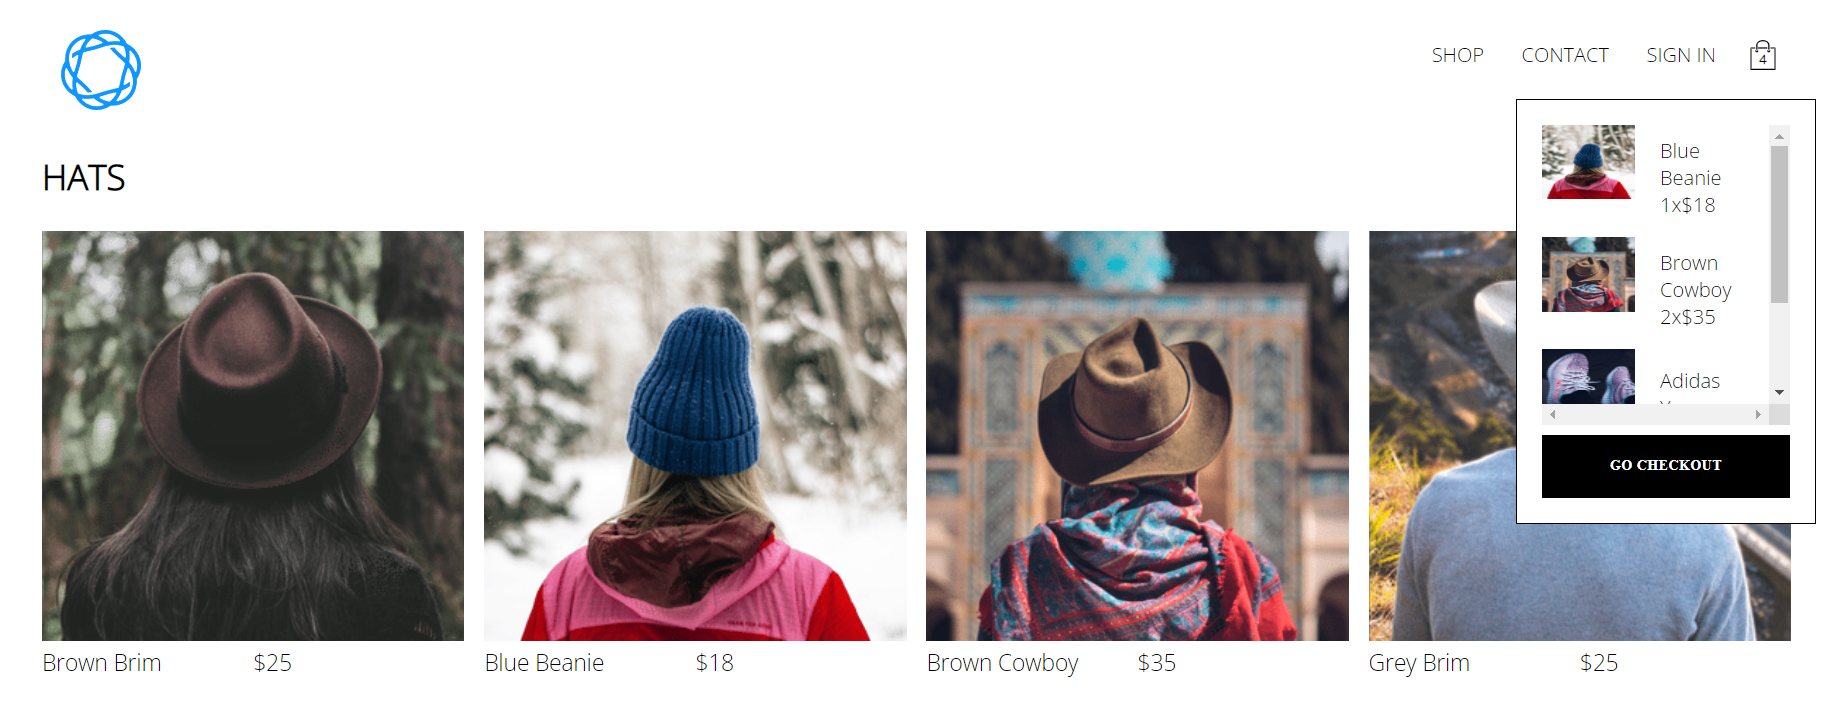 SHOP CONTACT SIGN IN 4
HATS
Blue
Beanie
1x$18
Brown
Cowboy
2x$35
Adidas
GO CHECKOUT
Brown Brim $25
Blue Beanie $18
Brown Cowboy $35
Grey Brim $25